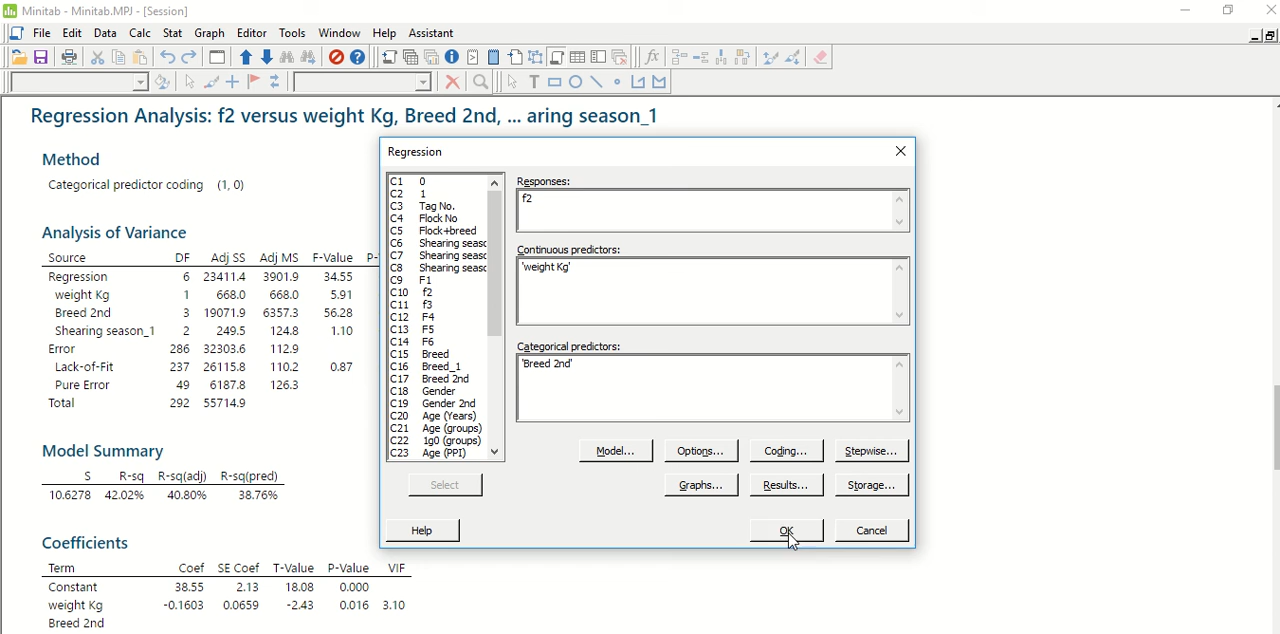 Minitab - Minitab.MPJ - [Session]
File Edit Data Calc Stat Graph Editor Tools Window Help Assistant
Regression Analysis: f2 versus weight Kg, Breed 2nd, ... aring season_1
Method
Categorical predictor coding (1, 0)
Analysis of Variance
Source DF Adj SS Adj MS F-Value P-
Regression 6 23411.4 3901.9 34.55
weight Kg 1 668.0 668.0 5.91
Breed 2nd 3 19071.9 6357.3 56.28
Shearing season_1 2 249.5 124.8 1.10
Error 286 32303.6 112.9
Lack-of-Fit 237 26115.8 110.2 0.87
Pure Error 49 6187.8 126.3
Total 292 55714.9
Model Summary
S R-sq R-sq(adj) R-sq(pred)
10.6278 42.02% 40.80% 38.76%
Coefficients
Term Coef SE Coef T-Value P-Value VIF
Constant 38.55 2.13 18.08 0.000
weight Kg -0.1603 0.0659 -2.43 0.016 3.10
Breed 2nd
Regression
C1 0
C2 1
C3 Tag No.
C4 Flock No
C5 Flock+breed
C6 Shearing seasc
C7 Shearing seasc
C8 Shearing seasc
C9 F1
C10 f2
C11 f3
C12 F4
C13 F5
C14 F6
C15 Breed
C16 Breed_1
C17 Breed 2nd
C18 Gender
C19 Gender 2nd
C20 Age (Years)
C21 Age (groups)
C22 1g0 (groups)
C23 Age (PPI)
Select
Help
Responses:
f2
Continuous predictors:
'weight Kg'
Categorical predictors:
'Breed 2nd'
Model... Options... Coding... Stepwise...
Graphs... Results... Storage...
OK Cancel